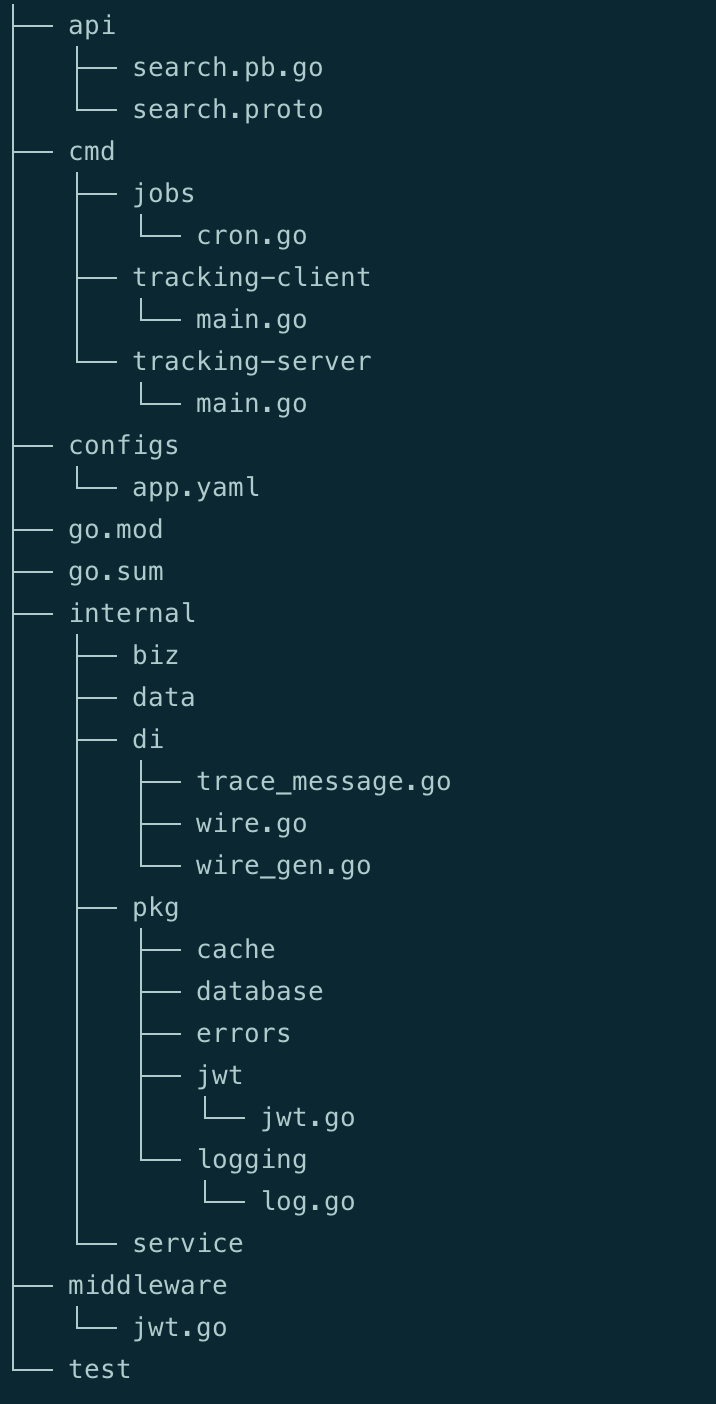 ├── api
│   ├── search.pb.go
│   └── search.proto
├── cmd
│   ├── jobs
│   │   └── cron.go
│   ├── tracking-client
│   │   └── main.go
│   └── tracking-server
│       └── main.go
├── configs
│   └── app.yaml
├── go.mod
├── go.sum
├── internal
│   ├── biz
│   ├── data
│   ├── di
│   │   ├── trace_message.go
│   │   ├── wire.go
│   │   └── wire_gen.go
│   ├── pkg
│   │   ├── cache
│   │   ├── database
│   │   ├── errors
│   │   ├── jwt
│   │   │   └── jwt.go
│   │   └── logging
│   │       └── log.go
│   └── service
├── middleware
│   └── jwt.go
└── test